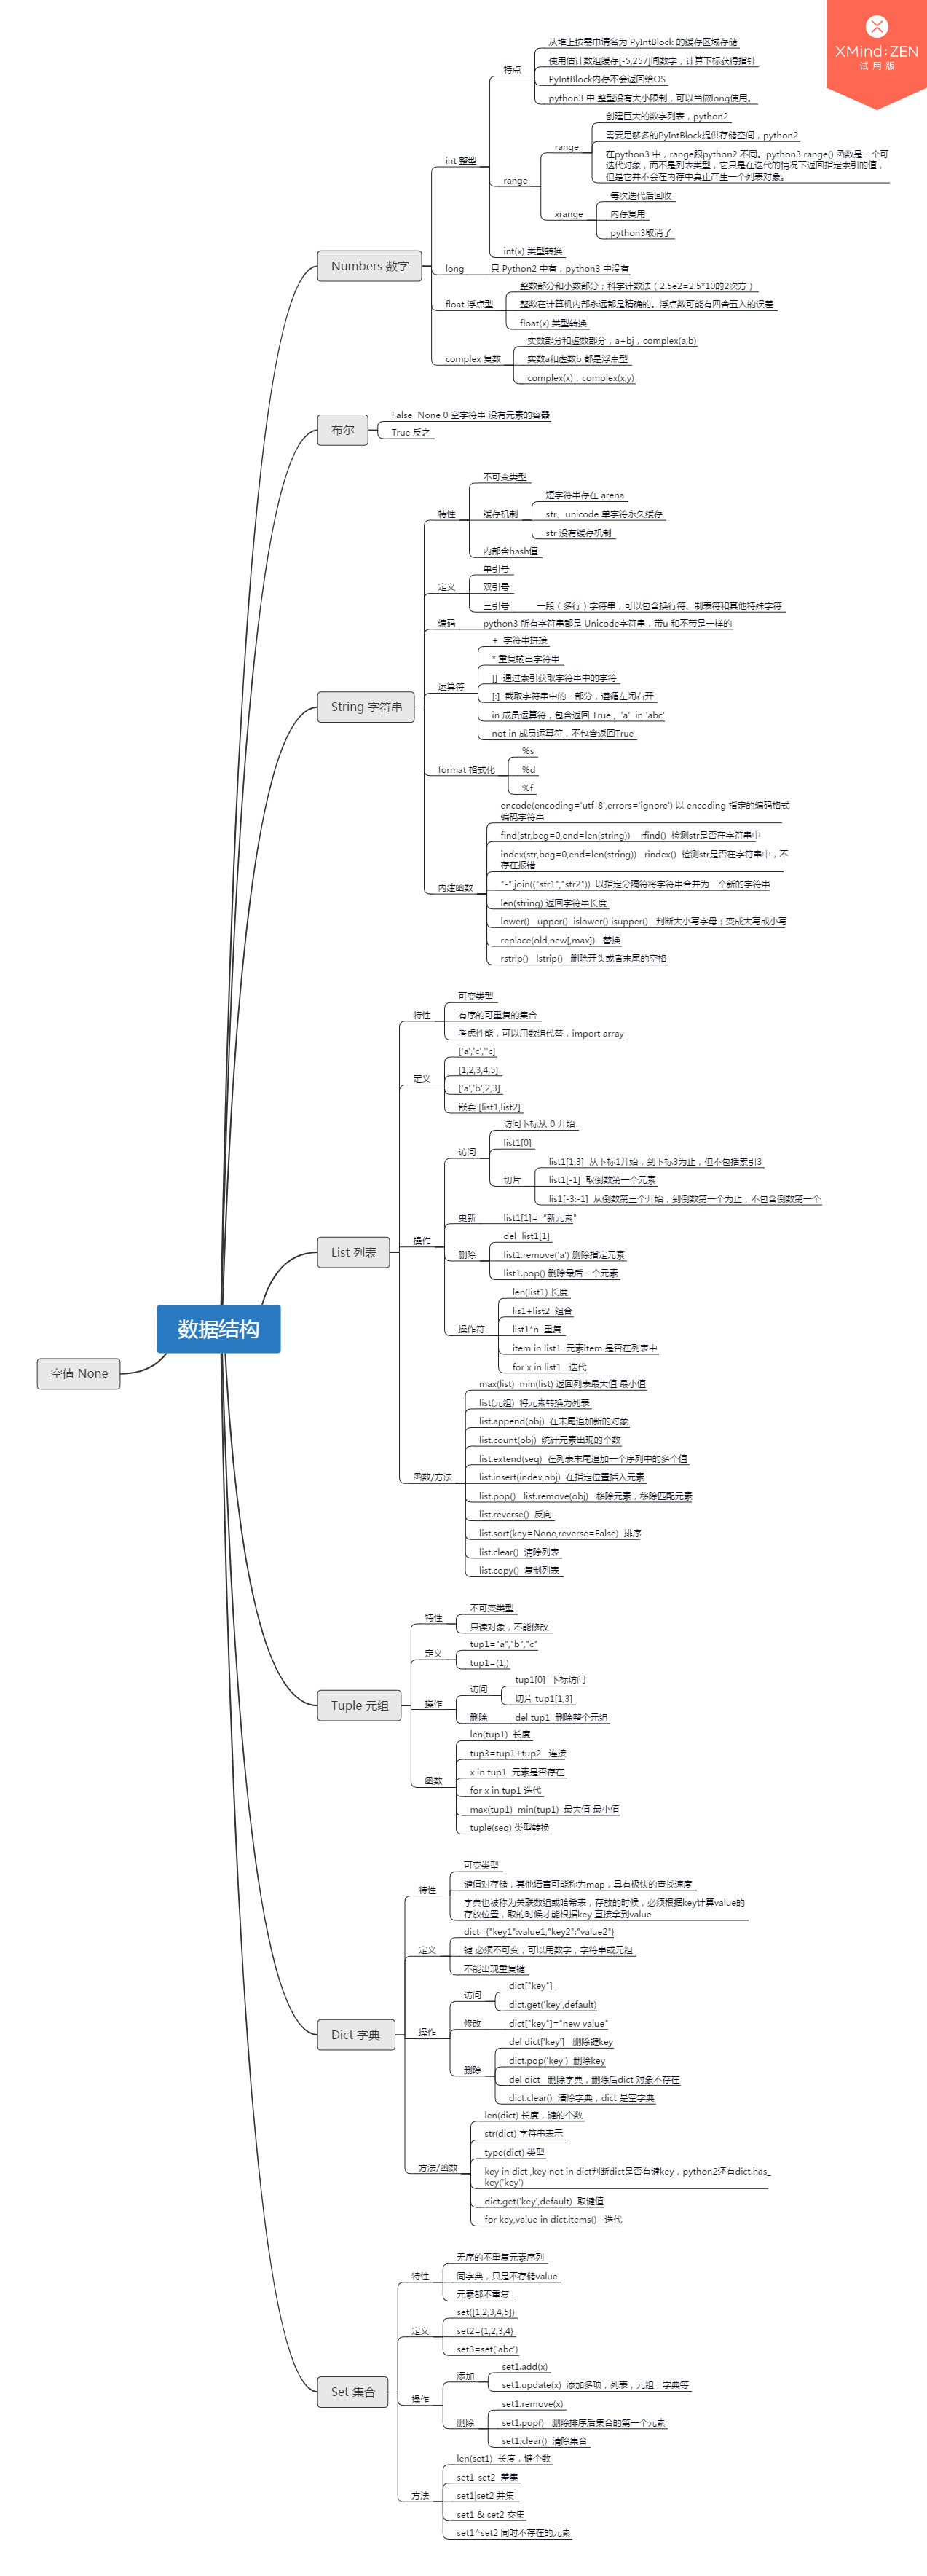 XMind:ZEN
试用版
数据结构
Numbers 数字
int 整型
特点
从堆上按需申请名为 PyIntBlock 的缓存区域存储
使用估计数组缓存[-5,257]间数字，计算下标获得指针
PyIntBlock内存不会返回给OS
python3 中 整型没有大小限制，可以当做long使用。
range
range
创建巨大的数字列表，python2
需要足够多的PyIntBlock提供存储空间，python2
在python3 中，range跟python2 不同。python3 range() 函数是一个可
迭代对象，而不是列表类型，它只是在迭代的情况下返回指定索引的值，
但是它并不会在内存中真正产生一个列表对象。
xrange
每次迭代后回收
内存复用
python3取消了
int(x) 类型转换
long
只 Python2 中有，python3 中没有
float 浮点型
整数部分和小数部分；科学计数法（ 2.5e2=2.5*10的2次方 ）
整数在计算机内部永远都是精确的。浮点数可能有四舍五入的误差
float(x) 类型转换
complex 复数
实数部分和虚数部分，a+bj，complex(a,b)
实数a和虚数b 都是浮点型
complex(x)，complex(x,y)
布尔
False  None 0 空字符串 没有元素的容器
True 反之
String 字符串
特性
不可变类型
缓存机制
短字符串存在 arena
str、unicode 单字符永久缓存
str 没有缓存机制
内部含hash值
定义
单引号
双引号
三引号
一段（多行）字符串，可以包含换行符、制表符和其他特殊字符
编码
python3 所有字符串都是 Unicode字符串，带u 和不带是一样的
运算符
+  字符串拼接
* 重复输出字符串
[]  通过索引获取字符串中的字符
[:]  截取字符串中的一部分，遵循左闭右开
in 成员运算符，包含返回 True ，'a'  in 'abc'
not in 成员运算符，不包含返回True
format 格式化
%s
%d
%f
内建函数
encode(encoding='utf-8',errors='ignore') 以 encoding 指定的编码格式
编码字符串
find(str,beg=0,end=len(string))    rfind()  检测str是否在字符串中
index(str,beg=0,end=len(string))   rindex()  检测str是否在字符串中，不
存在报错
"-".join(("str1","str2"))  以指定分隔符将字符串合并为一个新的字符串
len(string) 返回字符串长度
lower()   upper()  islower() isupper()   判断大小写字母；变成大写或小写
replace(old,new[,max])   替换
rstrip()   lstrip()   删除开头或者末尾的空格
List 列表
特性
可变类型
有序的可重复的集合
考虑性能，可以用数组代替，import array
定义
['a','c',''c]
[1,2,3,4,5]
['a','b',2,3]
嵌套 [list1,list2]
操作
访问
访问下标从 0 开始
list1[0]
切片
list1[1,3]  从下标1开始，到下标3为止，但不包括索引3
list1[-1]  取倒数第一个元素
lis1[-3:-1]  从倒数第三个开始，到倒数第一个为止，不包含倒数第一个
更新
list1[1]=  "新元素"
删除
del  list1[1]
list1.remove('a') 删除指定元素
list1.pop() 删除最后一个元素
操作符
len(list1) 长度
lis1+list2  组合
list1*n  重复
item in list1  元素item 是否在列表中
for x in list1   迭代
函数/方法
max(list)  min(list) 返回列表最大值 最小值
list(元组)  将元素转换为列表
list.append(obj)  在末尾追加新的对象
list.count(obj)  统计元素出现的个数
list.extend(seq)  在列表末尾追加一个序列中的多个值
list.insert(index,obj)  在指定位置插入元素
list.pop()   list.remove(obj)   移除元素，移除匹配元素
list.reverse()  反向
list.sort(key=None,reverse=False)  排序
list.clear()  清除列表
list.copy()  复制列表
Tuple 元组
特性
不可变类型
只读对象，不能修改
定义
tup1="a","b","c"
tup1=(1,)
操作
访问
tup1[0]  下标访问
切片 tup1[1,3]
删除
del tup1  删除整个元组
函数
len(tup1)  长度
tup3=tup1+tup2   连接
x in tup1  元素是否存在
for x in tup1 迭代
max(tup1)  min(tup1)  最大值 最小值
tuple(seq) 类型转换
Dict 字典
特性
可变类型
键值对存储，其他语言可能称为map，具有极快的查找速度
字典也被称为关联数组或哈希表，存放的时候，必须根据key计算value的
存放位置，取的时候才能根据key 直接拿到value
定义
dict={"key1":value1,"key2":"value2"}
键 必须不可变，可以用数字，字符串或元组
不能出现重复键
操作
访问
dict["key"]
dict.get('key',default)
修改
dict["key"]="new value"
删除
del dict['key']   删除键key
dict.pop('key')  删除key
del dict   删除字典，删除后dict 对象不存在
dict.clear()  清除字典，dict 是空字典
方法/函数
len(dict) 长度，键的个数
str(dict) 字符串表示
type(dict) 类型
key in dict ,key not in dict判断dict是否有键key，python2还有dict.has_
key('key')
dict.get('key',default)  取键值
for key,value in dict.items()   迭代
Set 集合
特性
无序的不重复元素序列
同字典，只是不存储value
元素都不重复
定义
set([1,2,3,4,5])
set2={1,2,3,4}
set3=set('abc')
操作
添加
set1.add(x)
set1.update(x)  添加多项，列表，元组，字典等
删除
set1.remove(x)
set1.pop()   删除排序后集合的第一个元素
set1.clear()  清除集合
方法
len(set1)  长度，键个数
set1-set2  差集
set1|set2 并集
set1 & set2 交集
set1^set2 同时不存在的元素
空值 None